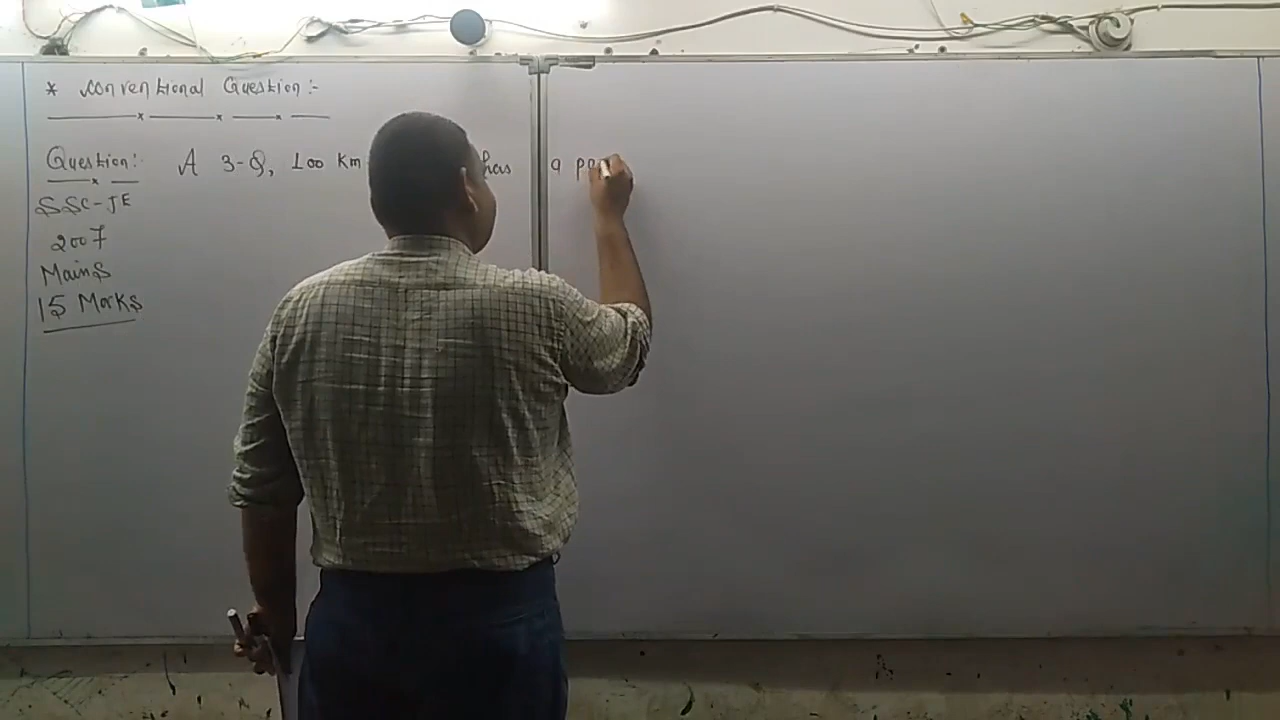 * Conventional Question :-
Question :- A 3-Φ, 100 Km has a
SSC-JE
2007
Mains
15 Marks